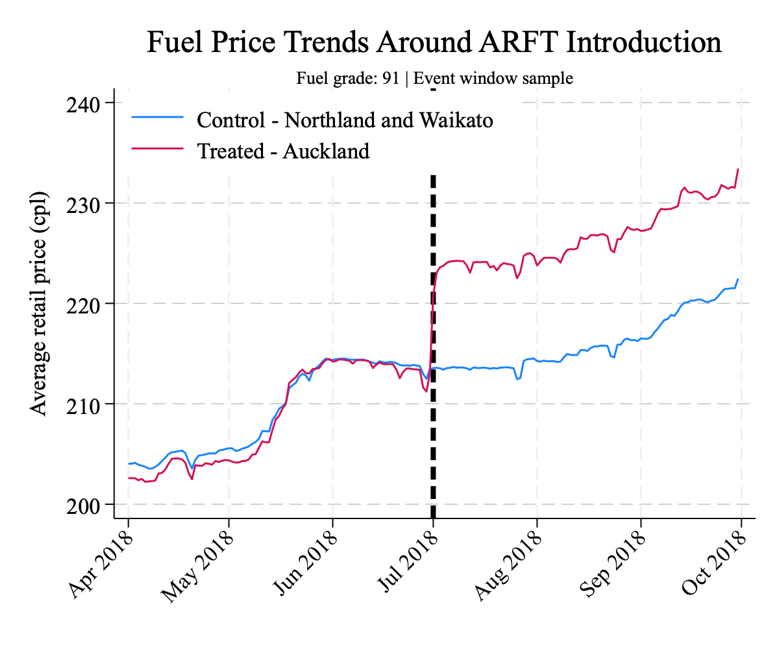 Fuel Price Trends Around ARFT Introduction
Fuel grade: 91 | Event window sample
Control - Northland and Waikato
Treated - Auckland
Average retail price (cpl)
240
230
220
210
200
Apr 2018
May 2018
Jun 2018
Jul 2018
Aug 2018
Sep 2018
Oct 2018